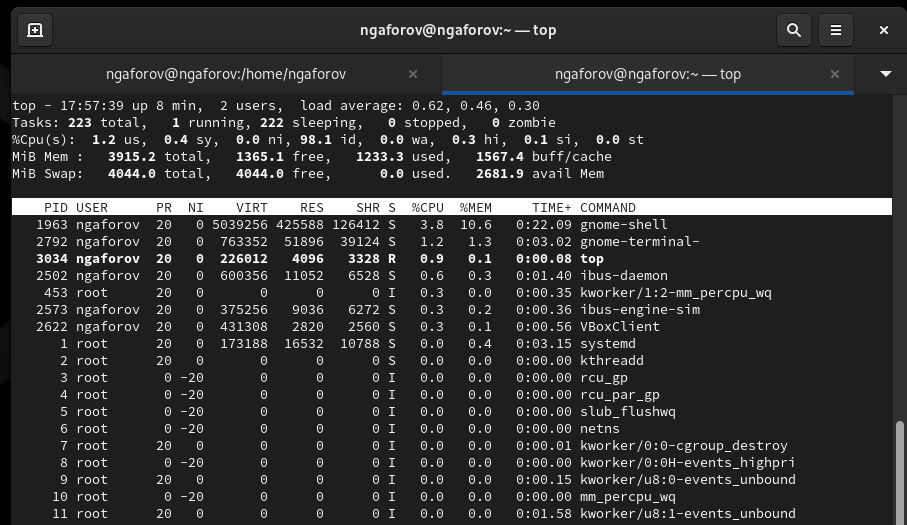 ngaforov@ngaforov:~ — top
ngaforov@ngaforov:/home/ngaforov
ngaforov@ngaforov:~ — top
top - 17:57:39 up 8 min,  2 users,  load average: 0.62, 0.46, 0.30
Tasks: 223 total,   1 running, 222 sleeping,   0 stopped,   0 zombie
%Cpu(s):  1.2 us,  0.4 sy,  0.0 ni, 98.1 id,  0.0 wa,  0.3 hi,  0.1 si,  0.0 st
MiB Mem :   3915.2 total,   1365.1 free,   1233.3 used,   1567.4 buff/cache
MiB Swap:   4044.0 total,   4044.0 free,      0.0 used.   2681.9 avail Mem
    PID USER      PR  NI    VIRT    RES    SHR S  %CPU  %MEM     TIME+ COMMAND
   1963 ngaforov  20   0 5039256 425588 126412 S   3.8  10.6   0:22.09 gnome-shell
   2792 ngaforov  20   0  763352  51896  39124 S   1.2   1.3   0:03.02 gnome-terminal-
   3034 ngaforov  20   0  226012   4096   3328 R   0.9   0.1   0:00.08 top
   2502 ngaforov  20   0  600356  11052   6528 S   0.6   0.3   0:01.40 ibus-daemon
    453 root      20   0       0      0      0 I   0.3   0.0   0:00.35 kworker/1:2-mm_percpu_wq
   2573 ngaforov  20   0  375256   9036   6272 S   0.3   0.2   0:00.36 ibus-engine-sim
   2622 ngaforov  20   0  431308   2820   2560 S   0.3   0.1   0:00.56 VBoxClient
      1 root      20   0  173188  16532  10788 S   0.0   0.4   0:03.15 systemd
      2 root      20   0       0      0      0 S   0.0   0.0   0:00.00 kthreadd
      3 root       0 -20       0      0      0 I   0.0   0.0   0:00.00 rcu_gp
      4 root       0 -20       0      0      0 I   0.0   0.0   0:00.00 rcu_par_gp
      5 root       0 -20       0      0      0 I   0.0   0.0   0:00.00 slub_flushwq
      6 root       0 -20       0      0      0 I   0.0   0.0   0:00.00 netns
      7 root      20   0       0      0      0 I   0.0   0.0   0:00.01 kworker/0:0-cgroup_destroy
      8 root       0 -20       0      0      0 I   0.0   0.0   0:00.00 kworker/0:0H-events_highpri
      9 root      20   0       0      0      0 I   0.0   0.0   0:00.15 kworker/u8:0-events_unbound
     10 root       0 -20       0      0      0 I   0.0   0.0   0:00.00 mm_percpu_wq
     11 root      20   0       0      0      0 I   0.0   0.0   0:01.58 kworker/u8:1-events_unbound